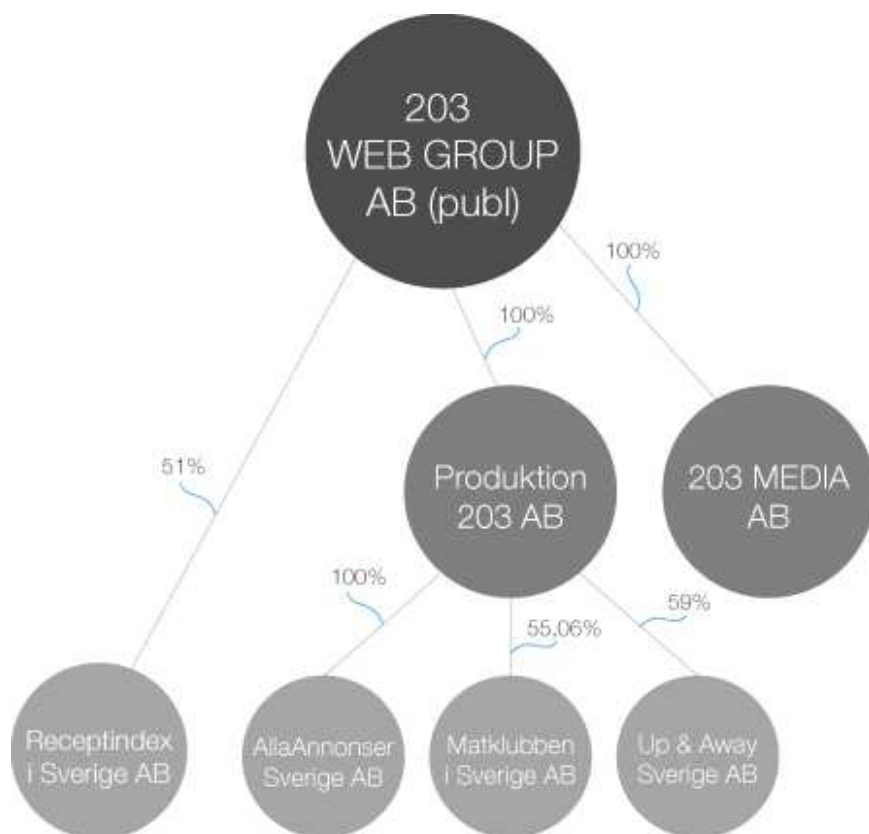 203
WEB GROUP
AB (publ)
100%
100%
51%
Produktion
203 AB
203 MEDIA
AB
100%
55,06%
59%
Receptindex
i Sverige AB
AllaAnnonser
Sverige AB
Matklubben
i Sverige AB
Up & Away
Sverige AB